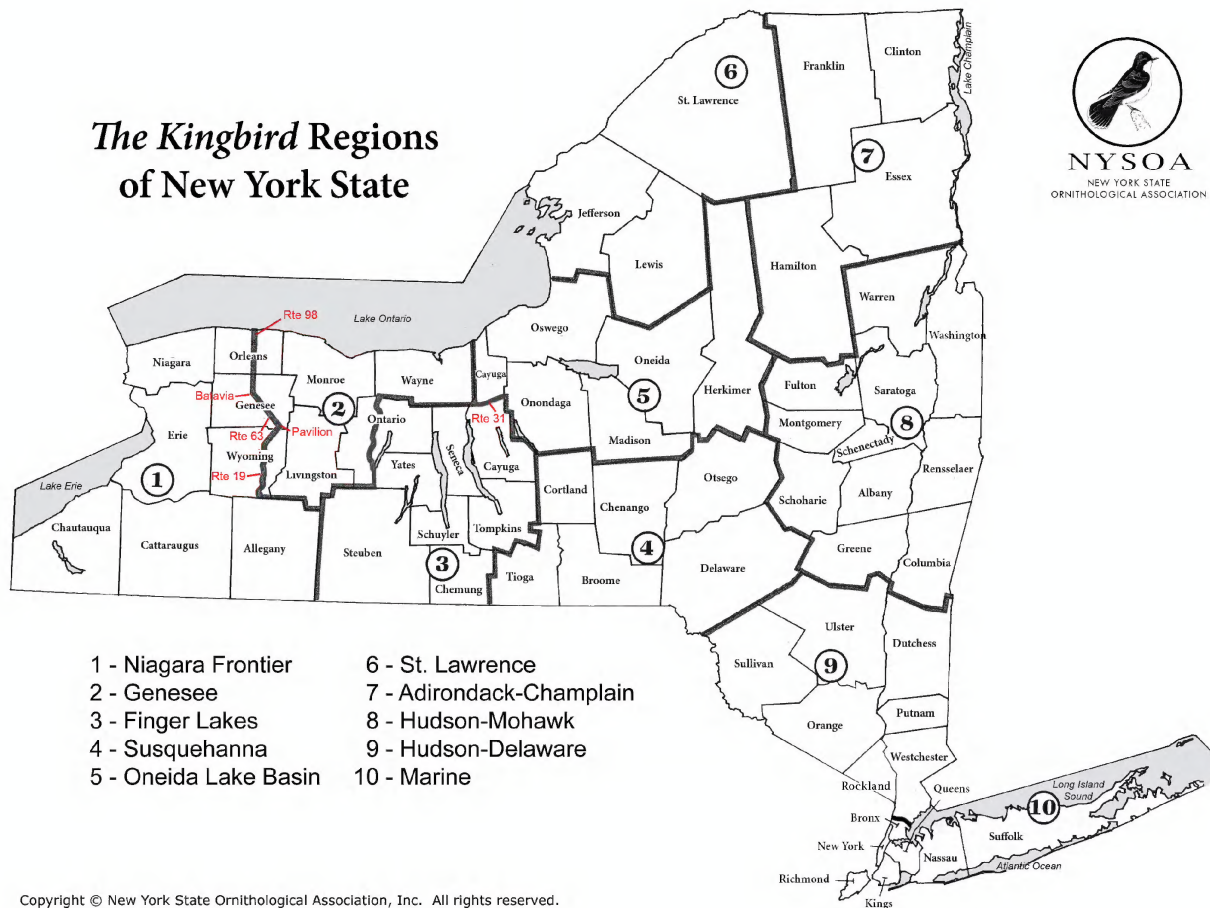 The Kingbird Regions
of New York State
NYSOA
NEW YORK STATE
ORNITHOLOGICAL ASSOCIATION
Lake Champlain
Clinton
Franklin
6
St. Lawrence
7
Essex
Jefferson
Lewis
Hamilton
Warren
Washington
Lake Ontario
Rte 98
Oswego
Oneida
Herkimer
Niagara
Orleans
Monroe
Wayne
Cayuga
Fulton
Saratoga
Batavia
Genesee
2
Ontario
Rte 31
Onondaga
5
Madison
Montgomery
8
Schenectady
Erie
Rte 63
Pavilion
Wyoming
Rte 19
Livingston
Yates
Seneca
Cayuga
Cortland
Chenango
Otsego
Schoharie
Albany
Rensselaer
Lake Erie
1
Chautauqua
Cattaraugus
Allegany
Steuben
Schuyler
Tompkins
3
Chemung
Tioga
Broome
4
Delaware
Greene
Columbia
Ulster
Dutchess
Sullivan
9
Orange
Putnam
Westchester
Rockland
Queens
Long Island
Sound
10
Bronx
Suffolk
New York
Nassau
Atlantic Ocean
Richmond
Kings
1 - Niagara Frontier
2 - Genesee
3 - Finger Lakes
4 - Susquehanna
5 - Oneida Lake Basin
6 - St. Lawrence
7 - Adirondack-Champlain
8 - Hudson-Mohawk
9 - Hudson-Delaware
10 - Marine
Copyright © New York State Ornithological Association, Inc. All rights reserved.